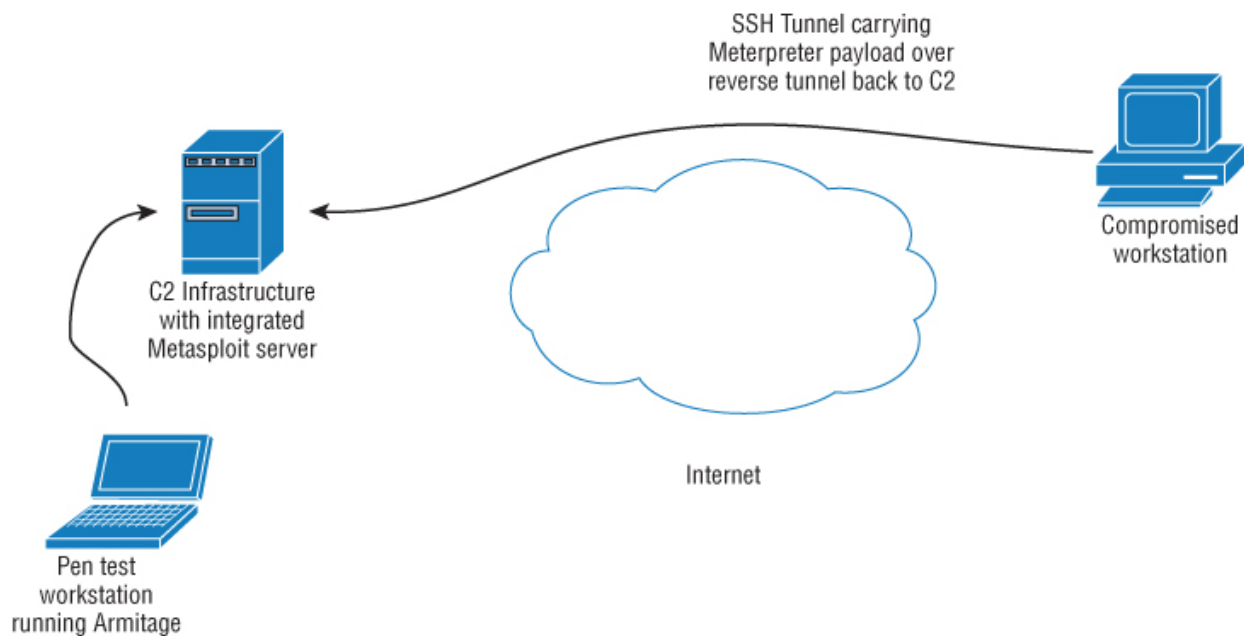 SSH Tunnel carrying
Meterpreter payload over
reverse tunnel back to C2
Compromised
workstation
C2 Infrastructure
with integrated
Metasploit server
Internet
Pen test
workstation
running Armitage